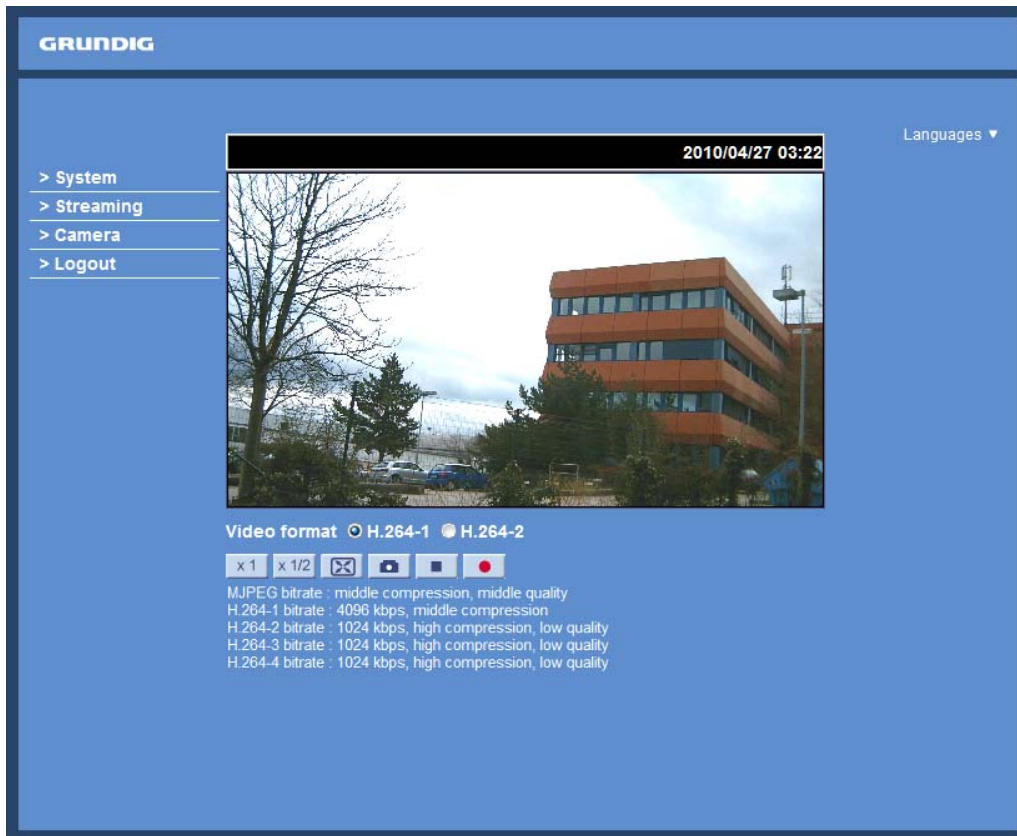 GRUNDIG
Languages ▼
2010/04/27 03:22
> System
> Streaming
> Camera
> Logout
Video format H.264-1 H.264-2
x 1 x 1/2
MJPEG bitrate : middle compression, middle quality
H.264-1 bitrate : 4096 kbps, middle compression
H.264-2 bitrate : 1024 kbps, high compression, low quality
H.264-3 bitrate : 1024 kbps, high compression, low quality
H.264-4 bitrate : 1024 kbps, high compression, low quality